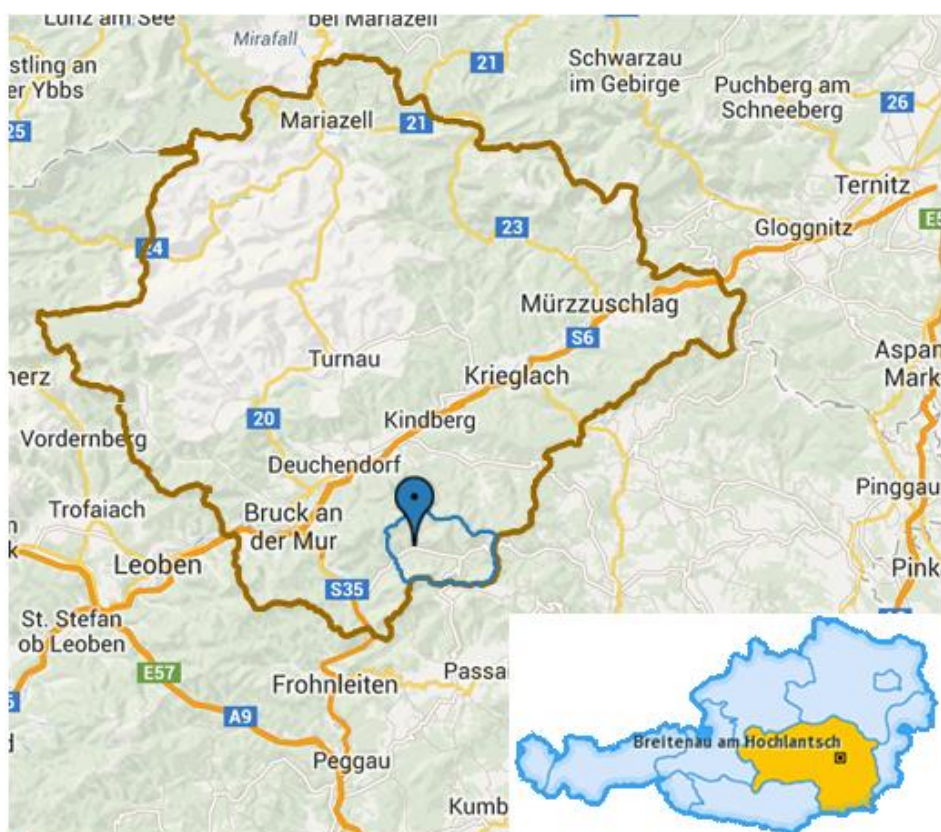 Lunz am See
bei Mariazell
Mirafall
21
Schwarzau
im Gebirge
stling an
er Ybbs
Puchberg am
Schneeberg
26
25
Mariazell
21
Ternitz
Gloggnitz
24
23
Mürzzuschlag
S6
Turnau
Krieglach
Aspan
Mark
herz
Kindberg
20
Vordernberg
Deuchendorf
Pinggau
Trofaiach
Bruck an
der Mur
Leoben
S35
Pink
St. Stefan
ob Leoben
E57
Passa
Frohnleiten
A9
Breitenau am Hochlantsch
Peggau
Kumb